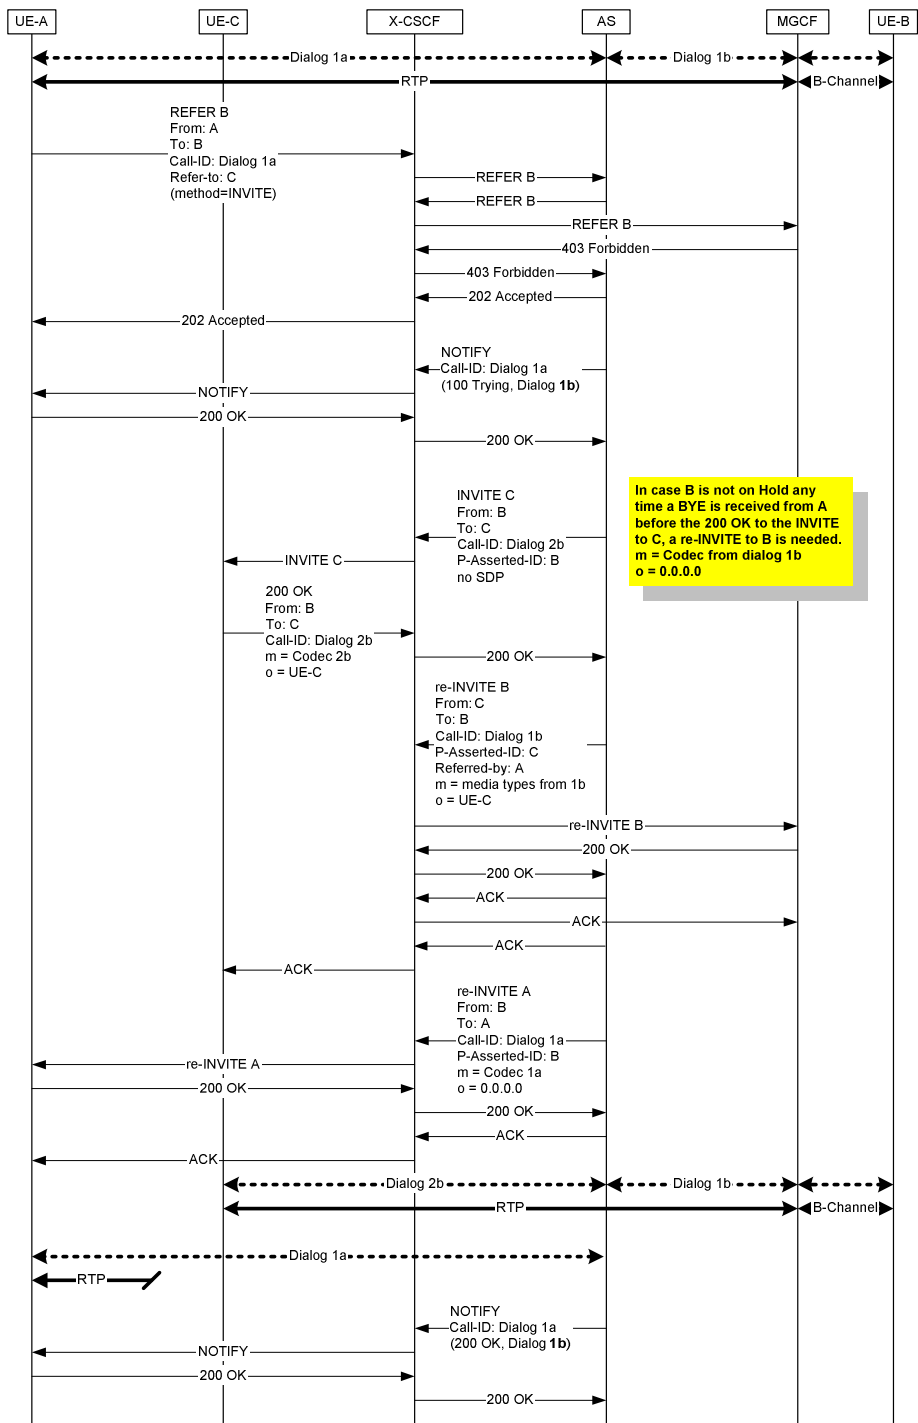 UE-A
UE-C
X-CSCF
AS
MGCF
UE-B
Dialog 1a
Dialog 1b
RTP
B-Channel
REFER B
From: A
To: B
Call-ID: Dialog 1a
Refer-to: C
(method=INVITE)
REFER B
REFER B
REFER B
403 Forbidden
403 Forbidden
202 Accepted
202 Accepted
NOTIFY
Call-ID: Dialog 1a
(100 Trying, Dialog 1b)
NOTIFY
200 OK
200 OK
In case B is not on Hold any
time a BYE is received from A
before the 200 OK to the INVITE
to C, a re-INVITE to B is needed.
m = Codec from dialog 1b
o = 0.0.0.0
INVITE C
From: B
To: C
Call-ID: Dialog 2b
P-Asserted-ID: B
no SDP
INVITE C
200 OK
From: B
To: C
Call-ID: Dialog 2b
m = Codec 2b
o = UE-C
200 OK
re-INVITE B
From: C
To: B
Call-ID: Dialog 1b
P-Asserted-ID: C
Referred-by: A
m = media types from 1b
o = UE-C
re-INVITE B
200 OK
200 OK
ACK
ACK
ACK
ACK
re-INVITE A
From: B
To: A
Call-ID: Dialog 1a
P-Asserted-ID: B
m = Codec 1a
o = 0.0.0.0
re-INVITE A
200 OK
200 OK
ACK
ACK
Dialog 2b
Dialog 1b
RTP
B-Channel
Dialog 1a
RTP
NOTIFY
Call-ID: Dialog 1a
(200 OK, Dialog 1b)
NOTIFY
200 OK
200 OK